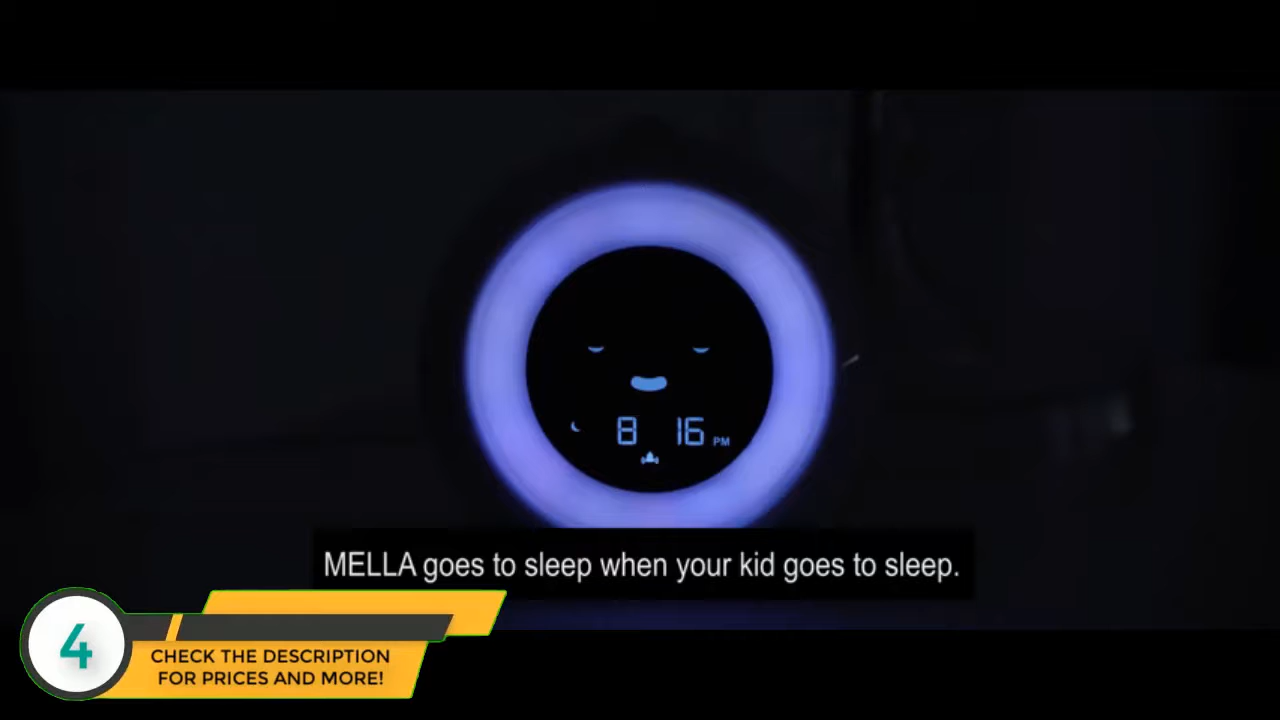 8 16 PM
MELLA goes to sleep when your kid goes to sleep.
4
CHECK THE DESCRIPTION
FOR PRICES AND MORE!